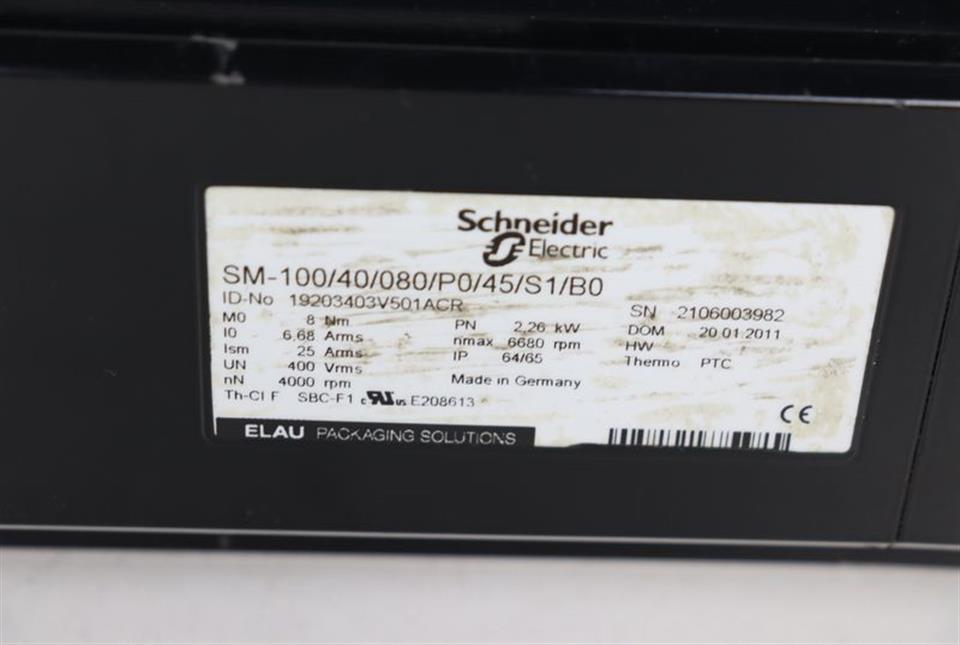 Schneider
Electric
SM-100/40/080/P0/45/S1/B0
ID-No 19203403V501ACR
M0 8 Nm
I0 6,68 Arms
Ism 25 Arms
UN 400 Vrms
nN 4000 rpm
Th-Cl F SBC-F1 c RU us E208613
PN 2,26 kW
nmax 6680 rpm
IP 64/65
Made in Germany
SN 2106003982
DOM 20.01.2011
HW
Thermo PTC
CE
ELAU PACKAGING SOLUTIONS